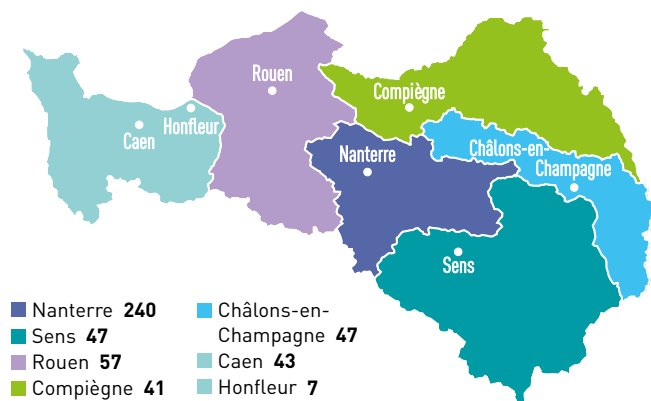 Rouen
Compiègne
Honfleur
Caen
Nanterre
Châlons-en-
Champagne
Sens
Nanterre 240
Sens 47
Rouen 57
Compiègne 41
Châlons-en-
Champagne 47
Caen 43
Honfleur 7